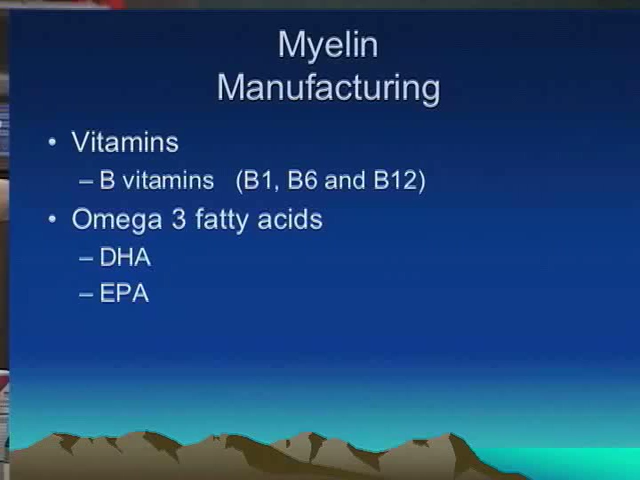 Myelin
Manufacturing
• Vitamins
– B vitamins (B1, B6 and B12)
• Omega 3 fatty acids
– DHA
– EPA